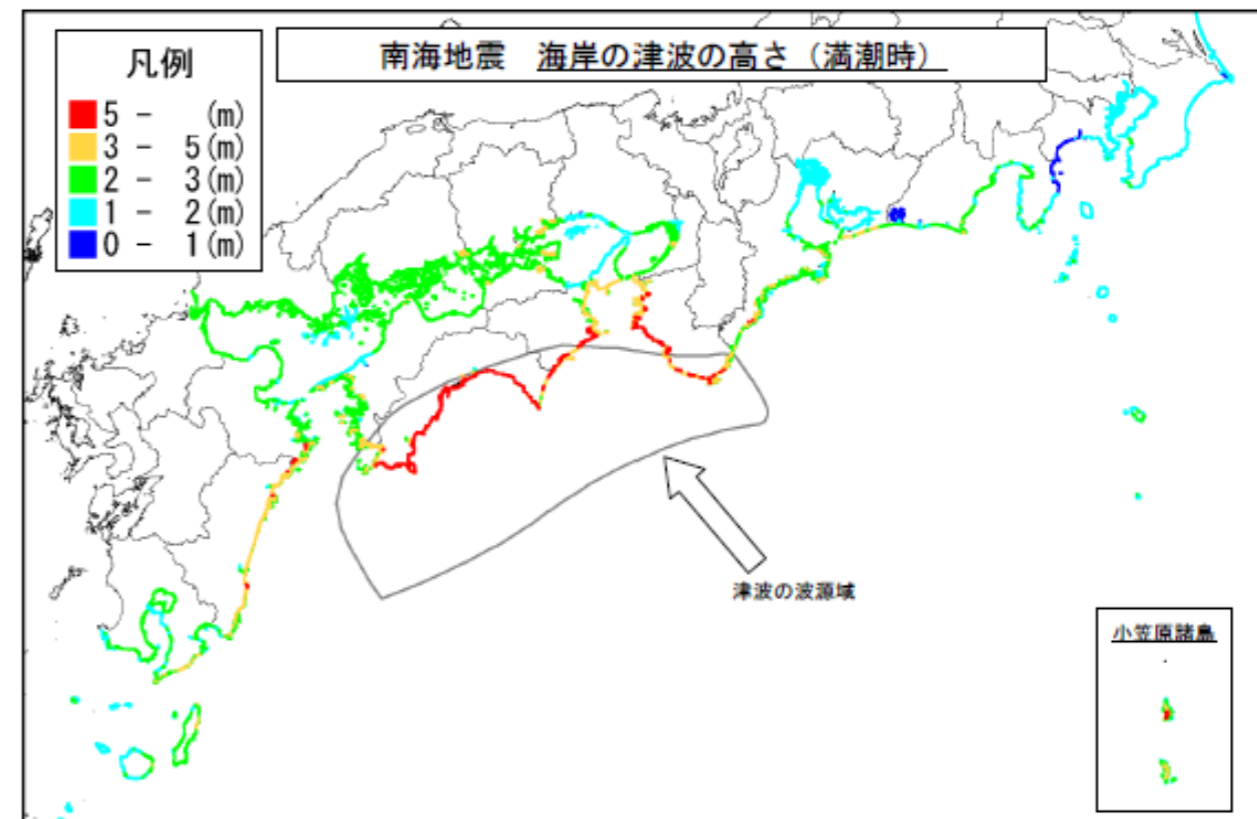 南海地震　海岸の津波の高さ（満潮時）
凡例
5 － (m)
3 － 5(m)
2 － 3(m)
1 － 2(m)
0 － 1(m)
津波の波源域
小笠原諸島